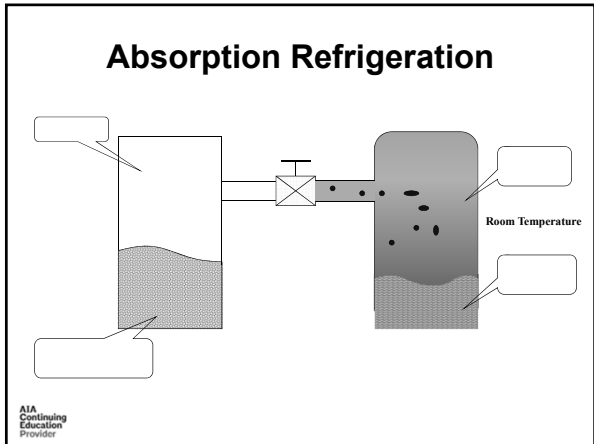 Absorption Refrigeration
Room Temperature
AIA
Continuing
Education
Provider